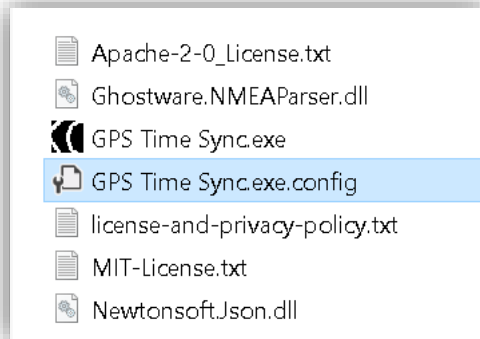 Apache-2-0_License.txt
Ghostware.NMEAParser.dll
GPS Time Sync.exe
GPS Time Sync.exe.config
license-and-privacy-policy.txt
MIT-License.txt
Newtonsoft.Json.dll